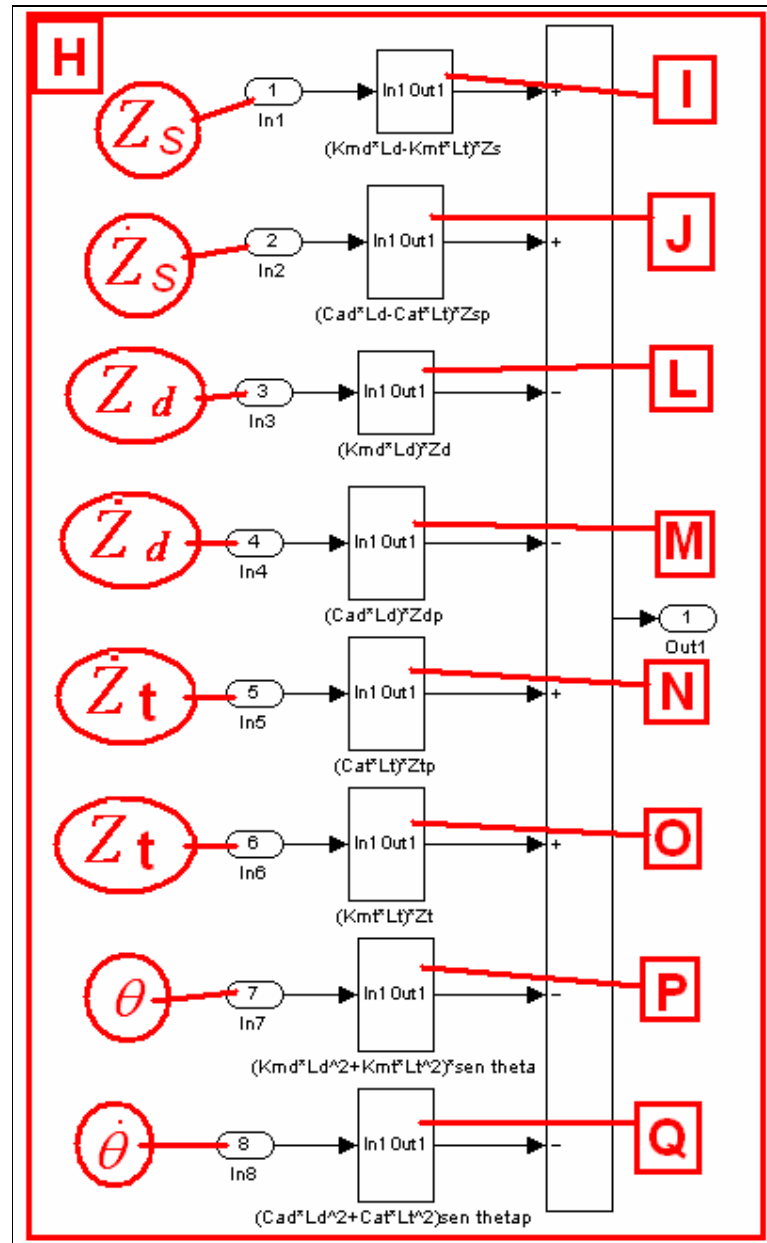 H
Zs
1
In1
In1 Out1
+
I
(Kmd*Ld-Kmt*Lt)*Zs
Żs
2
In2
In1 Out1
+
J
(Cad*Ld-Cat*Lt)*Zsp
Zd
3
In3
In1 Out1
−
L
(Kmd*Ld)*Zd
Żd
4
In4
In1 Out1
−
M
(Cad*Ld)*Zdp
1
Out1
Żt
5
In5
In1 Out1
+
N
(Cat*Lt)*Ztp
Zt
6
In6
In1 Out1
+
O
(Kmt*Lt)*Zt
θ
7
In7
In1 Out1
−
P
(Kmd*Ld^2+Kmt*Lt^2)*sen theta
θ̇
8
In8
In1 Out1
−
Q
(Cad*Ld^2+Cat*Lt^2)sen thetap